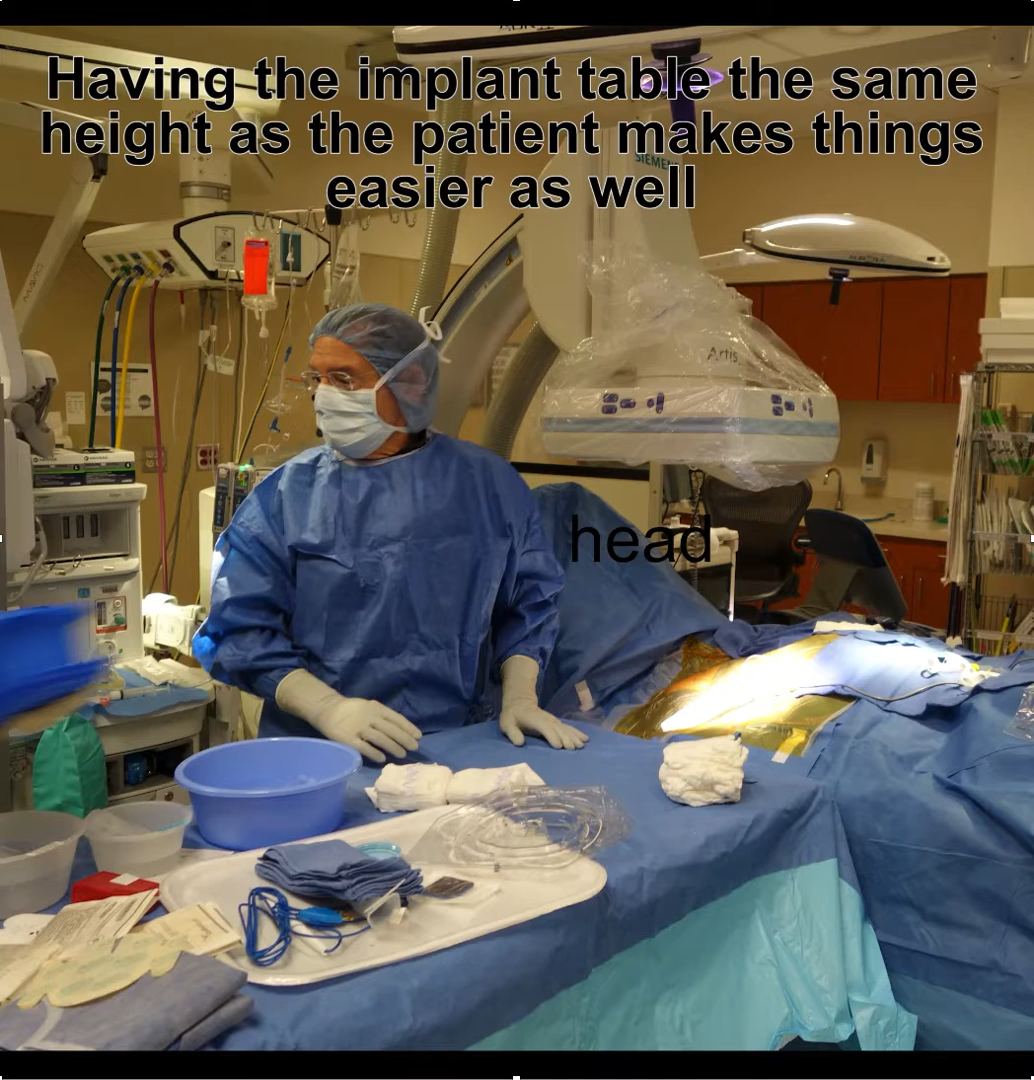 Having the implant table the same
height as the patient makes things
easier as well
SIEMENS
Artis
head